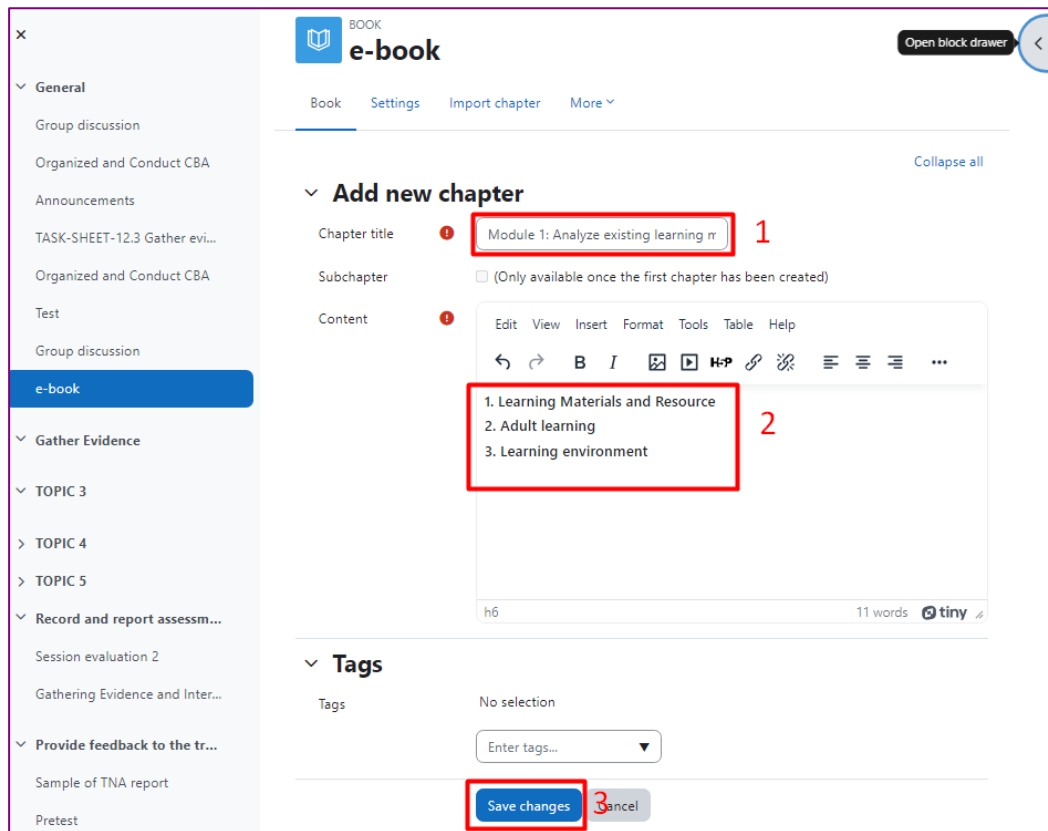 ×
General
Group discussion
Organized and Conduct CBA
Announcements
TASK-SHEET-12.3 Gather evi...
Organized and Conduct CBA
Test
Group discussion
e-book
Gather Evidence
TOPIC 3
TOPIC 4
TOPIC 5
Record and report assessm...
Session evaluation 2
Gathering Evidence and Inter...
Provide feedback to the tr...
Sample of TNA report
Pretest
BOOK
e-book
Open block drawer
Book Settings Import chapter More
Collapse all
Add new chapter
Chapter title Module 1: Analyze existing learning m 1
Subchapter (Only available once the first chapter has been created)
Content
Edit View Insert Format Tools Table Help
B I H5P
1. Learning Materials and Resource
2. Adult learning
3. Learning environment
2
h6 11 words tiny
Tags
Tags No selection
Enter tags...
Save changes 3 Cancel